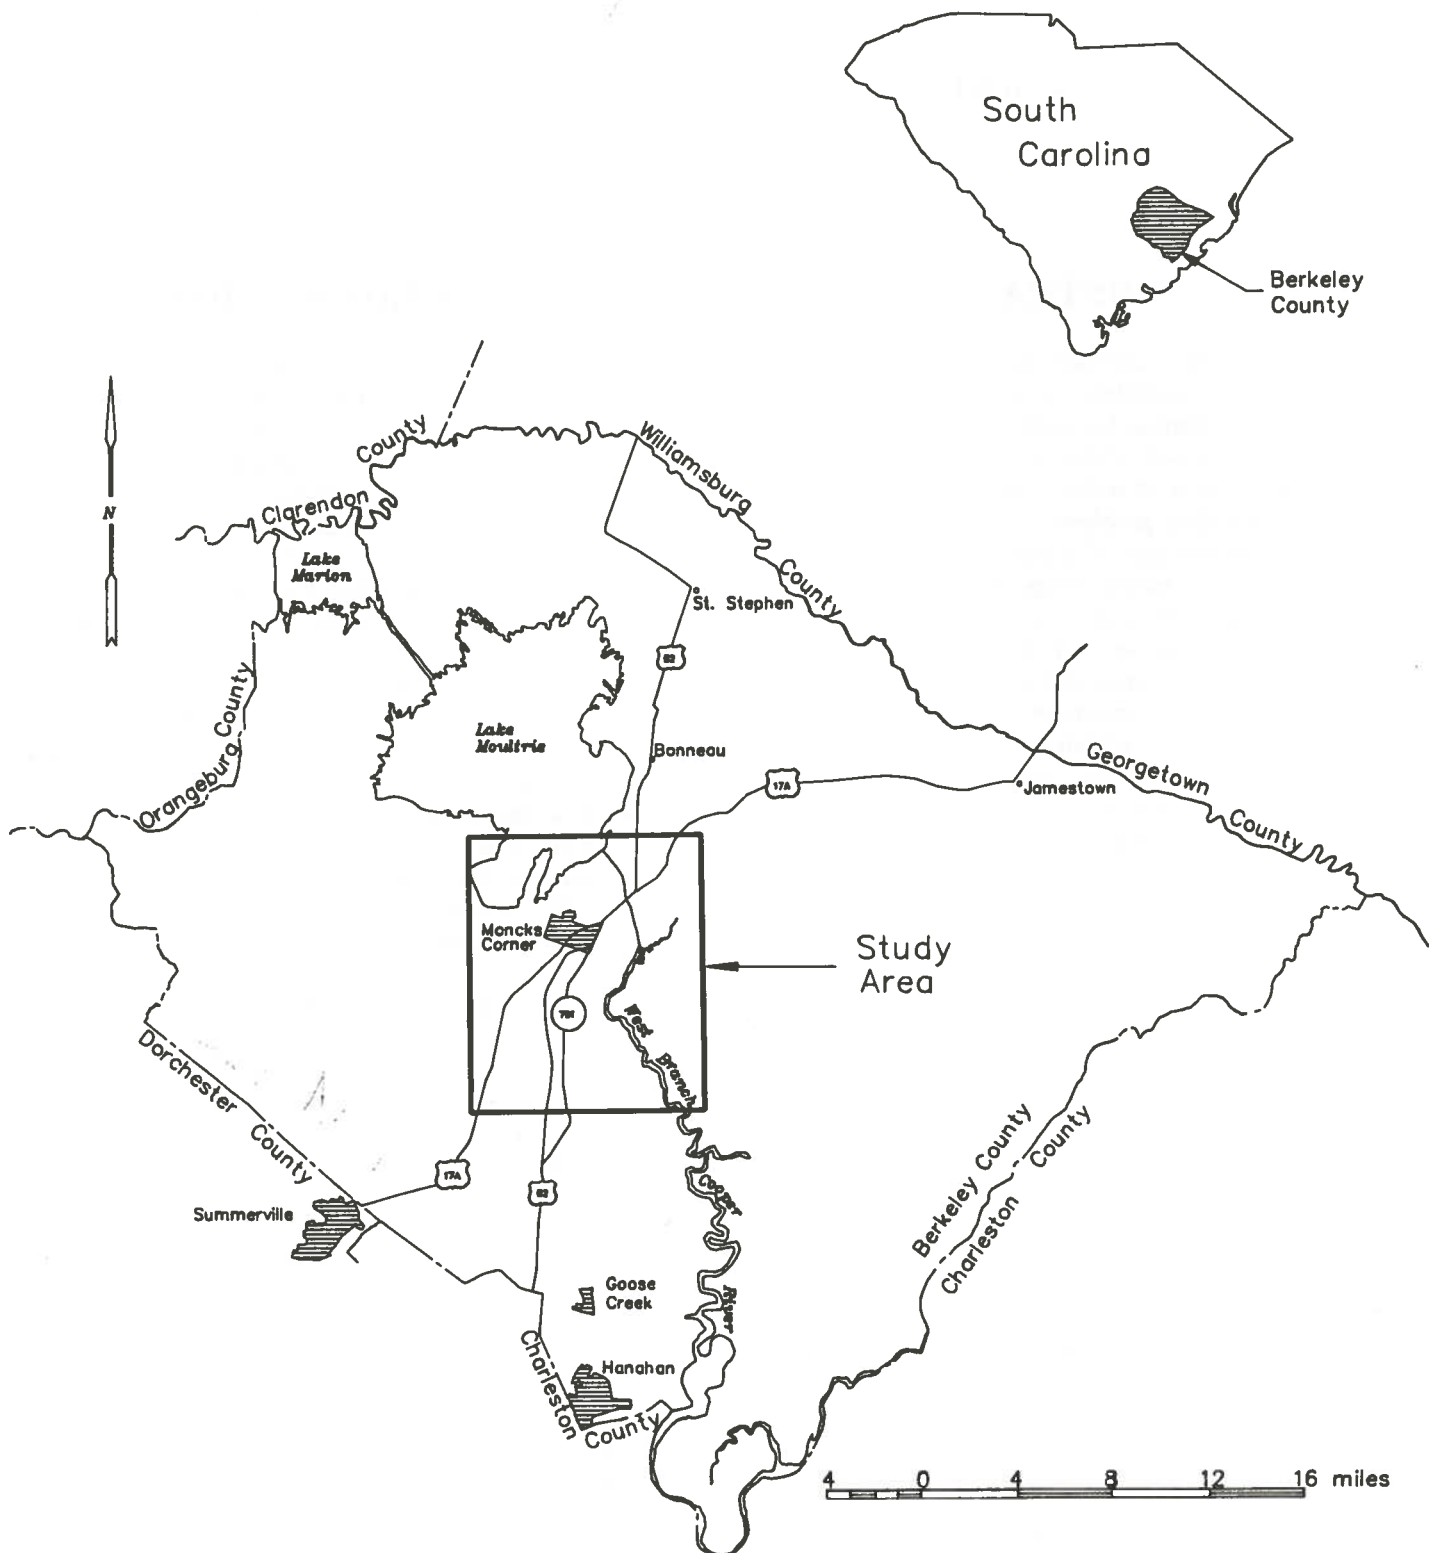 South
Carolina
Berkeley
County
Clarendon County
Williamsburg County
N
Lake
Marion
St. Stephen
52
Orangeburg County
Lake
Moultrie
Bonneau
17A
Georgetown County
Jamestown
Moncks
Corner
Study
Area
West Branch Cooper River
Dorchester County
Berkeley County
Charleston County
17A
52
Summerville
Goose
Creek
Hanahan
Charleston County
4 0 4 8 12 16 miles